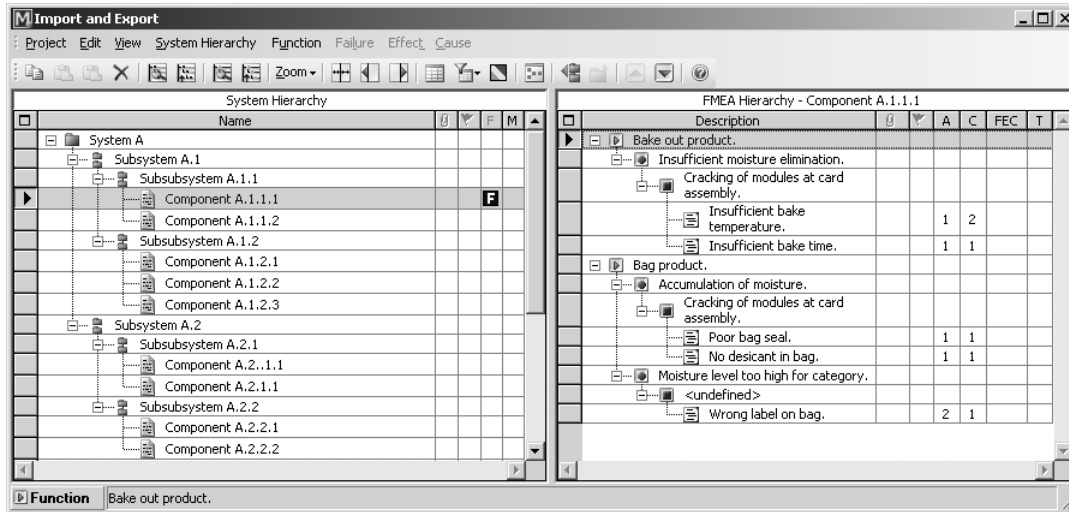 Import and Export
Project Edit View System Hierarchy Function Failure Effect Cause
Zoom
System Hierarchy
Name F M
System A
Subsystem A.1
Subsubsystem A.1.1
Component A.1.1.1 F
Component A.1.1.2
Subsubsystem A.1.2
Component A.1.2.1
Component A.1.2.2
Component A.1.2.3
Subsystem A.2
Subsubsystem A.2.1
Component A.2..1.1
Component A.2.1.1
Subsubsystem A.2.2
Component A.2.2.1
Component A.2.2.2
FMEA Hierarchy - Component A.1.1.1
Description A C FEC T
Bake out product.
Insufficient moisture elimination.
Cracking of modules at card
assembly.
Insufficient bake
temperature. 1 2
Insufficient bake time. 1 1
Bag product.
Accumulation of moisture.
Cracking of modules at card
assembly.
Poor bag seal. 1 1
No desicant in bag. 1 1
Moisture level too high for category.
<undefined>
Wrong label on bag. 2 1
Function Bake out product.